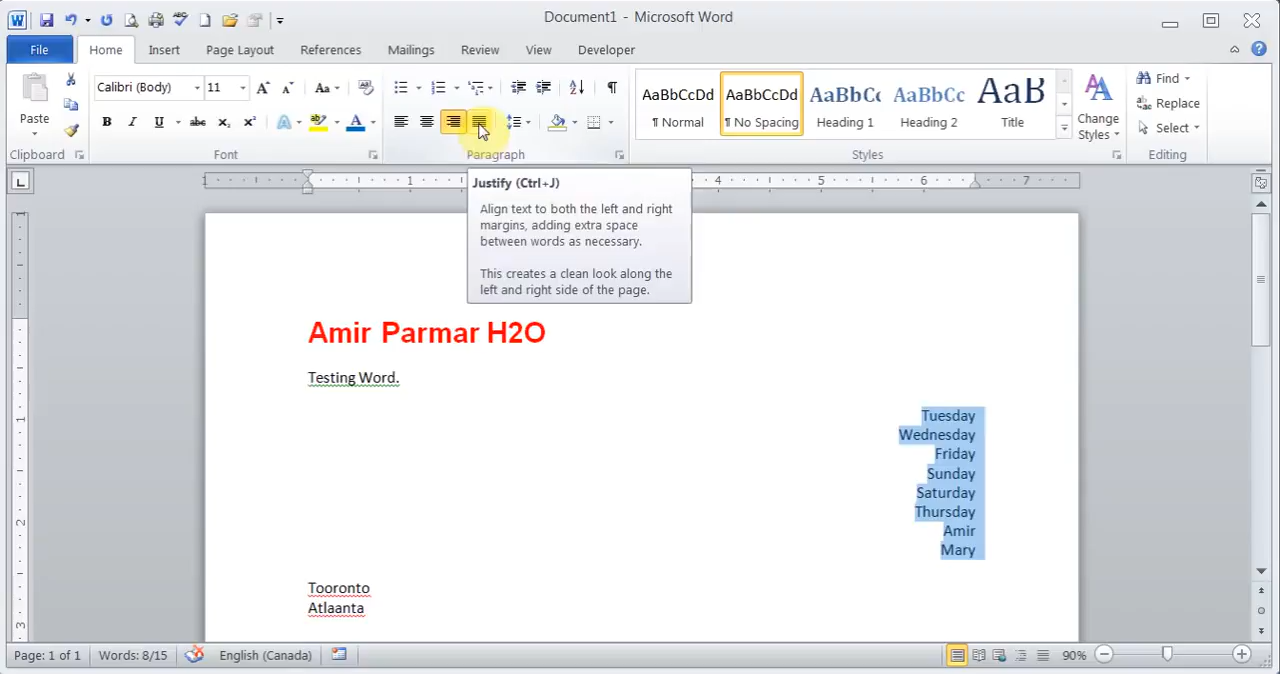 Document1 - Microsoft Word
File Home Insert Page Layout References Mailings Review View Developer
Paste
Clipboard
Calibri (Body) 11
Font
Paragraph
AaBbCcDd AaBbCcDd AaBbCc AaBbCc AaB
¶ Normal ¶ No Spacing Heading 1 Heading 2 Title
Change
Styles
Styles
Find
Replace
Select
Editing
1 1 4 5 6 7
Justify (Ctrl+J)
Align text to both the left and right
margins, adding extra space
between words as necessary.
This creates a clean look along the
left and right side of the page.
Amir Parmar H2O
Testing Word.
Tuesday
Wednesday
Friday
Sunday
Saturday
Thursday
Amir
Mary
Tooronto
Atlaanta
1
2
3
Page: 1 of 1 Words: 8/15 English (Canada) 90%